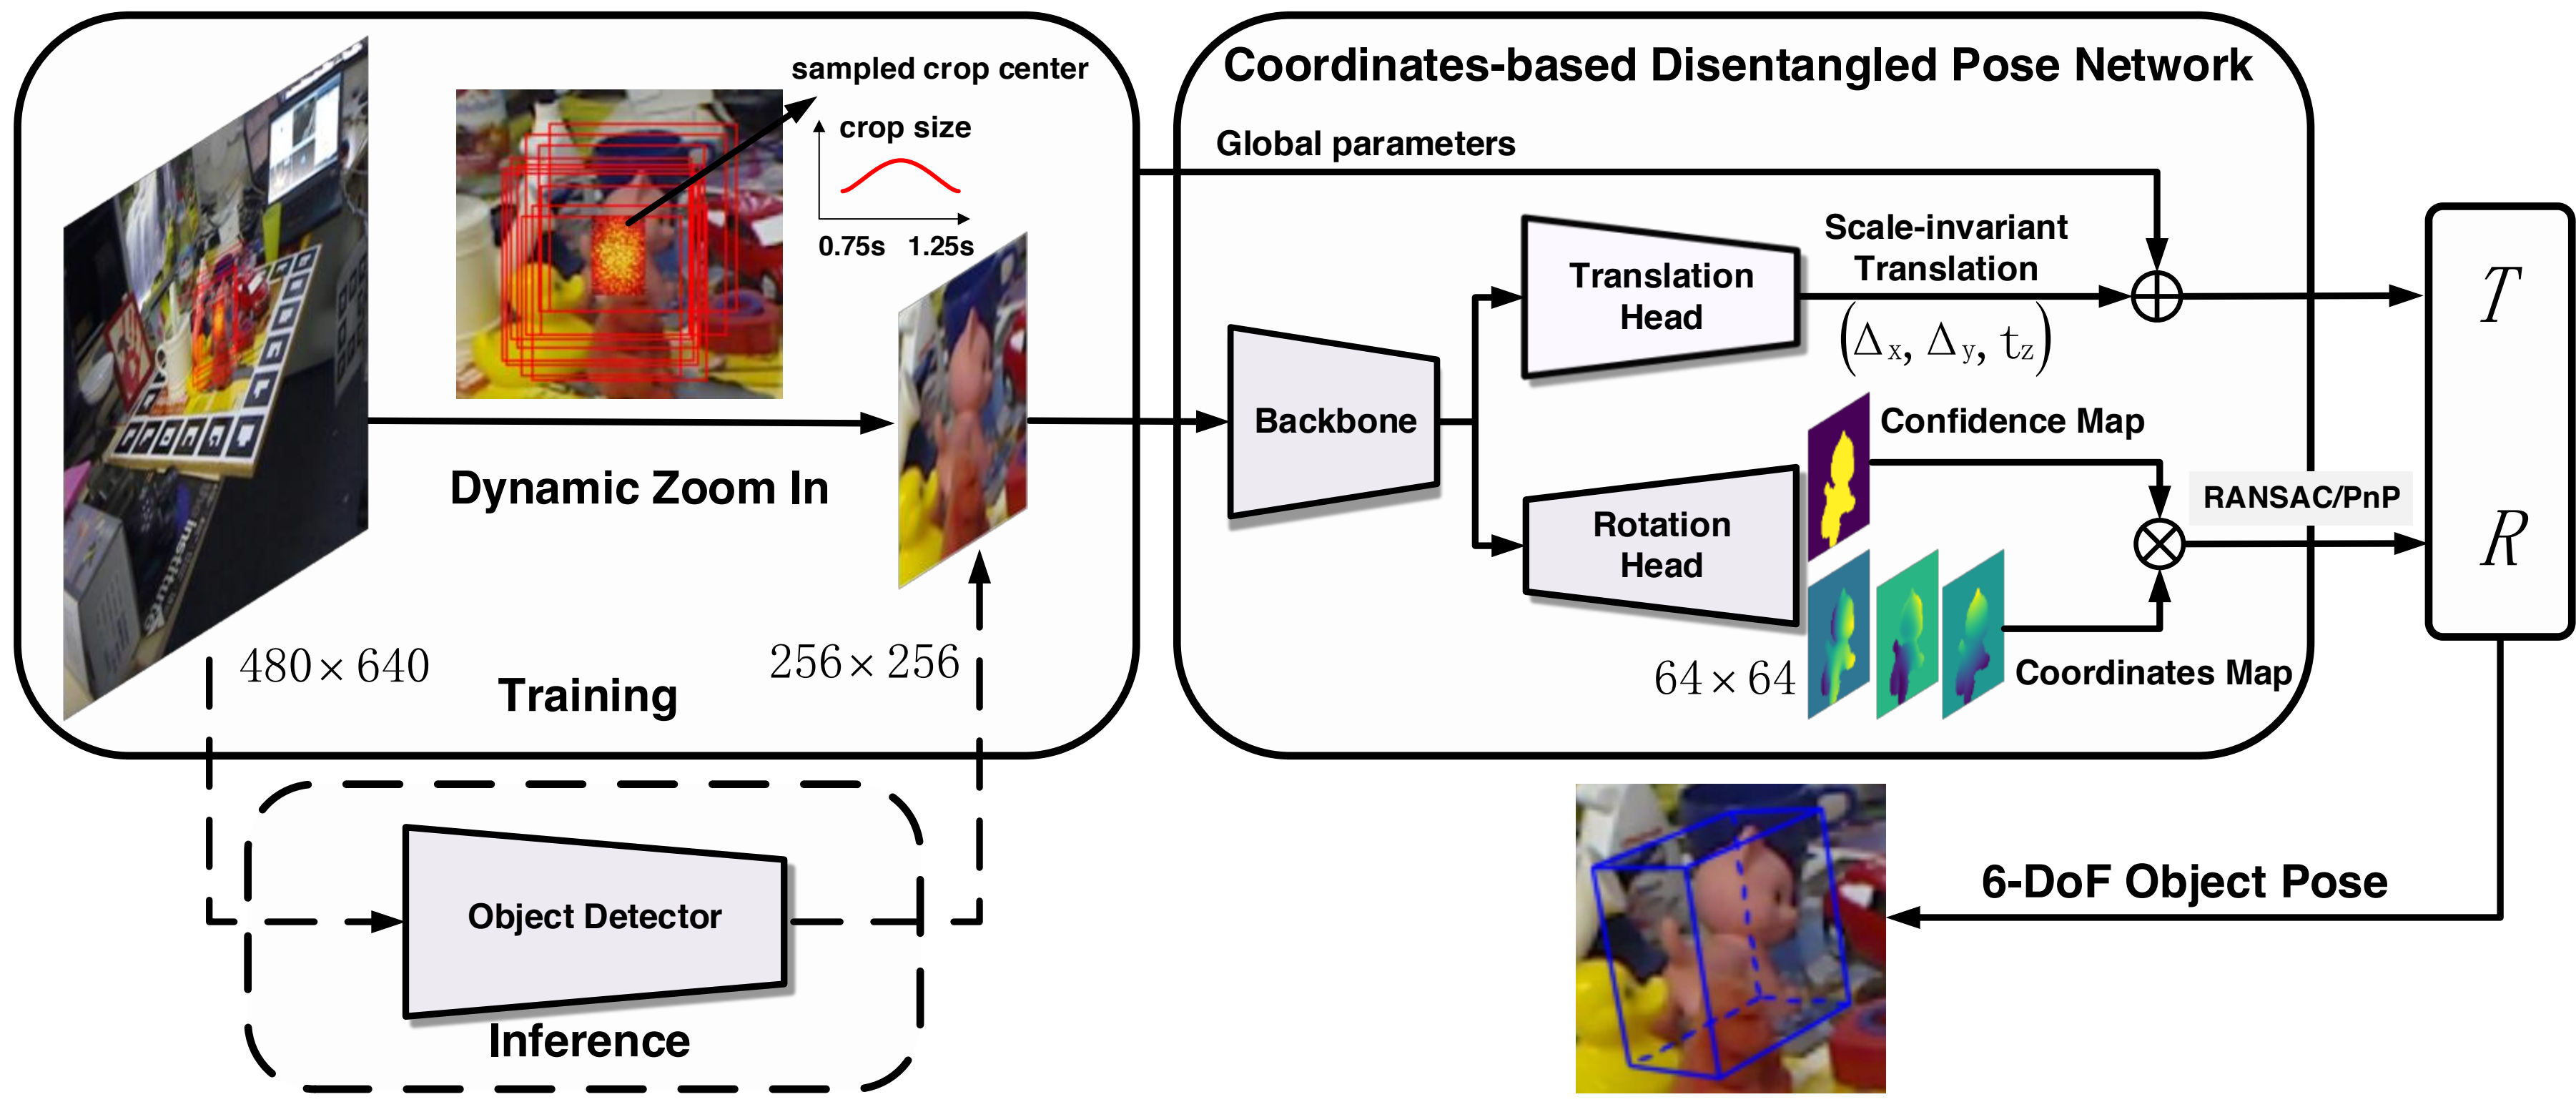 sampled crop center
crop size
0.75s 1.25s
Dynamic Zoom In
480×640
256×256
Training
Institute
Object Detector
Inference
Coordinates-based Disentangled Pose Network
Global parameters
Backbone
Translation
Head
Scale-invariant
Translation
(Δx, Δy, tz)
Rotation
Head
Confidence Map
64×64
Coordinates Map
RANSAC/PnP
T
R
6-DoF Object Pose